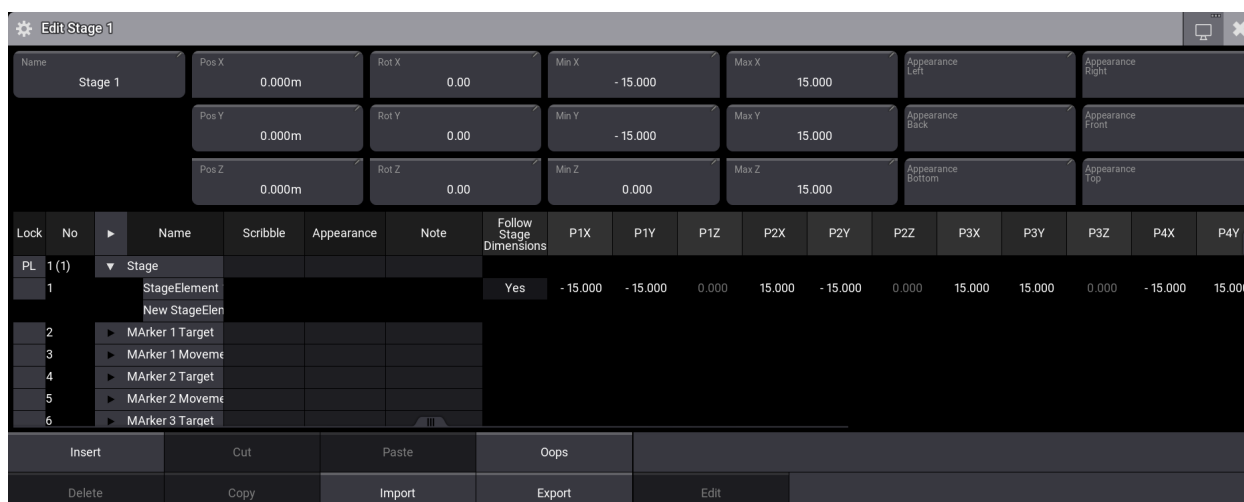 Edit Stage 1
Name Pos X Rot X Min X Max X Appearance Left Appearance Right
Stage 1 0.000m 0.00 - 15.000 15.000
Pos Y Rot Y Min Y Max Y Appearance Back Appearance Front
0.000m 0.00 - 15.000 15.000
Pos Z Rot Z Min Z Max Z Appearance Bottom Appearance Top
0.000m 0.00 0.000 15.000
Lock No Name Scribble Appearance Note Follow Stage Dimensions P1X P1Y P1Z P2X P2Y P2Z P3X P3Y P3Z P4X P4Y
PL 1 (1) Stage
1 StageElement Yes - 15.000 - 15.000 0.000 15.000 - 15.000 0.000 15.000 15.000 0.000 - 15.000 15.00
New StageElen
2 MArker 1 Target
3 MArker 1 Moveme
4 MArker 2 Target
5 MArker 2 Moveme
6 MArker 3 Target
Insert Cut Paste Oops
Delete Copy Import Export Edit